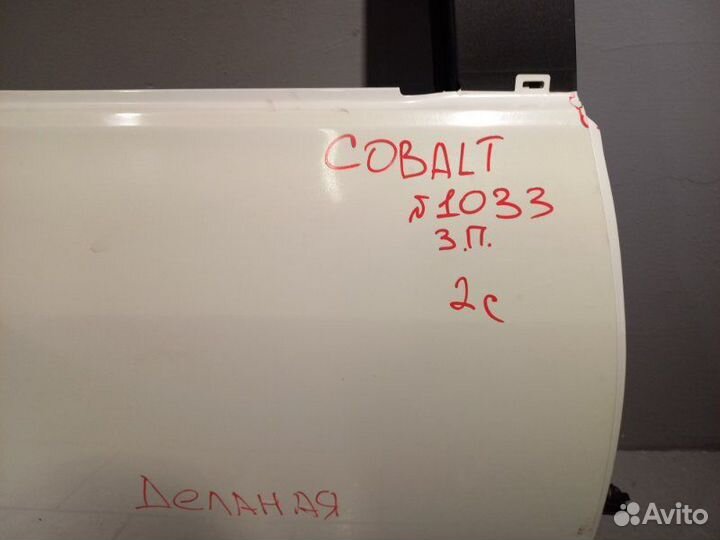 COBALT
№1033
З.П.
2с
ДЕЛАНАЯ
Avito